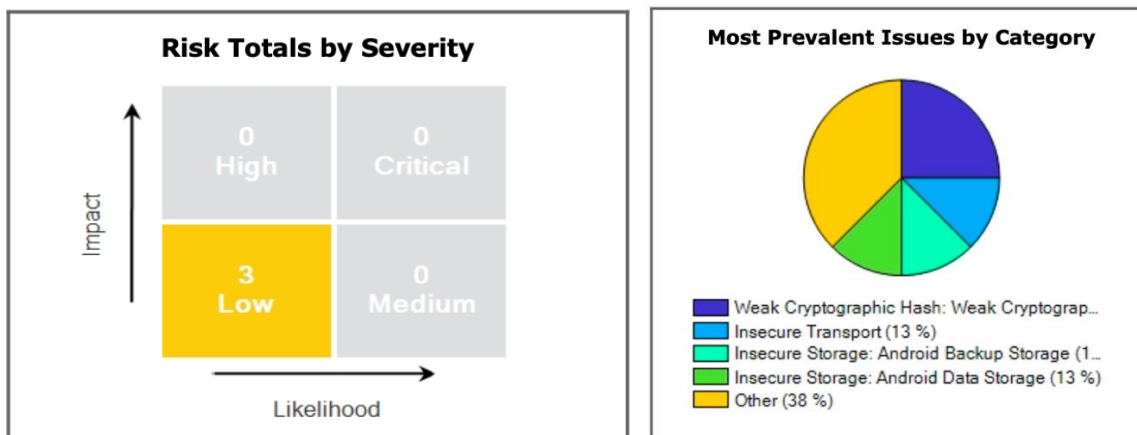 Risk Totals by Severity
0
High
0
Critical
Impact
3
Low
0
Medium
Likelihood
Most Prevalent Issues by Category
Weak Cryptographic Hash: Weak Cryptograp...
Insecure Transport (13 %)
Insecure Storage: Android Backup Storage (1...
Insecure Storage: Android Data Storage (13 %)
Other (38 %)